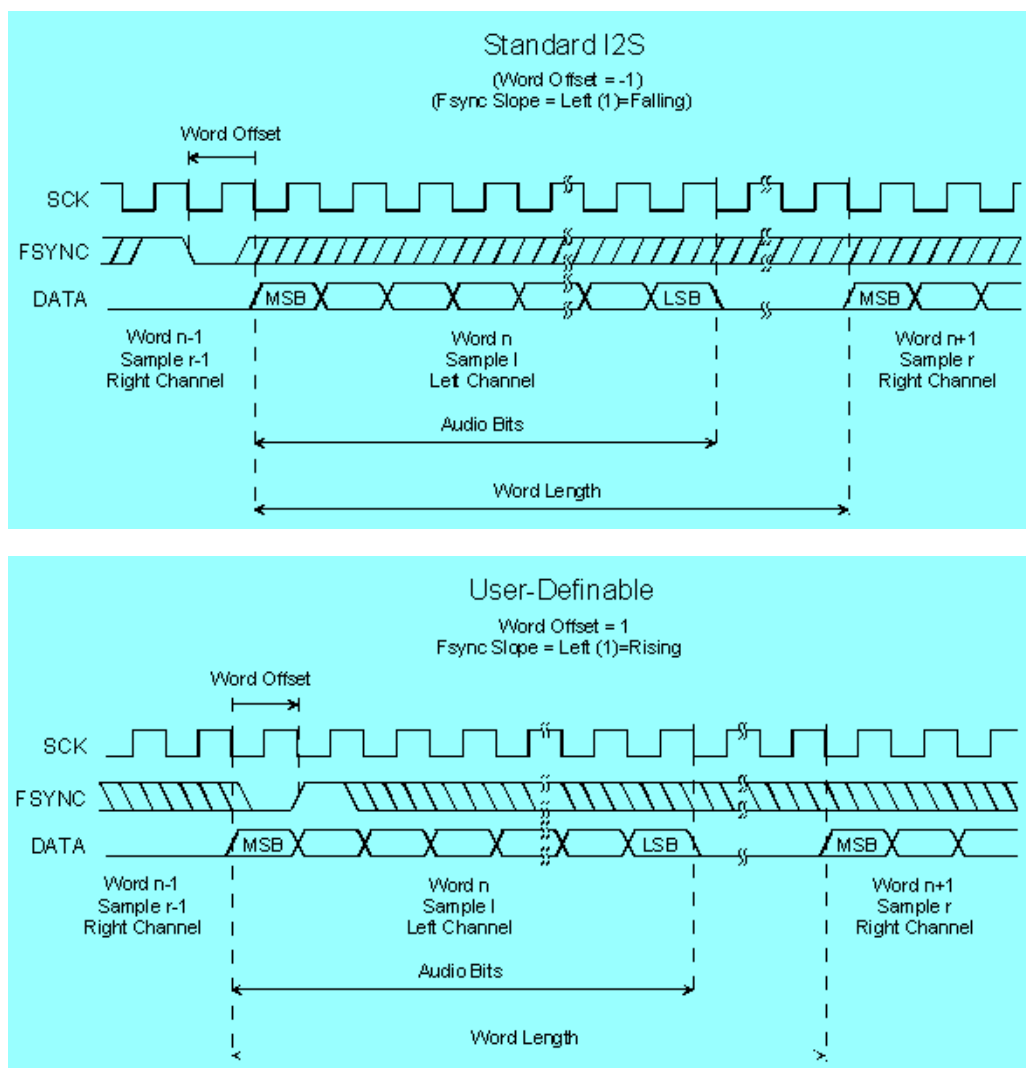 Standard I2S
(Word Offset = -1)
(Fsync Slope = Left (1)=Falling)
Word Offset
SCK
FSYNC
DATA
MSB
LSB
MSB
Word n-1
Sample r-1
Right Channel
Word n
Sample l
Left Channel
Word n+1
Sample r
Right Channel
Audio Bits
Word Length
User-Definable
Word Offset = 1
Fsync Slope = Left (1)=Rising
Word Offset
SCK
FSYNC
DATA
MSB
LSB
MSB
Word n-1
Sample r-1
Right Channel
Word n
Sample l
Left Channel
Word n+1
Sample r
Right Channel
Audio Bits
Word Length